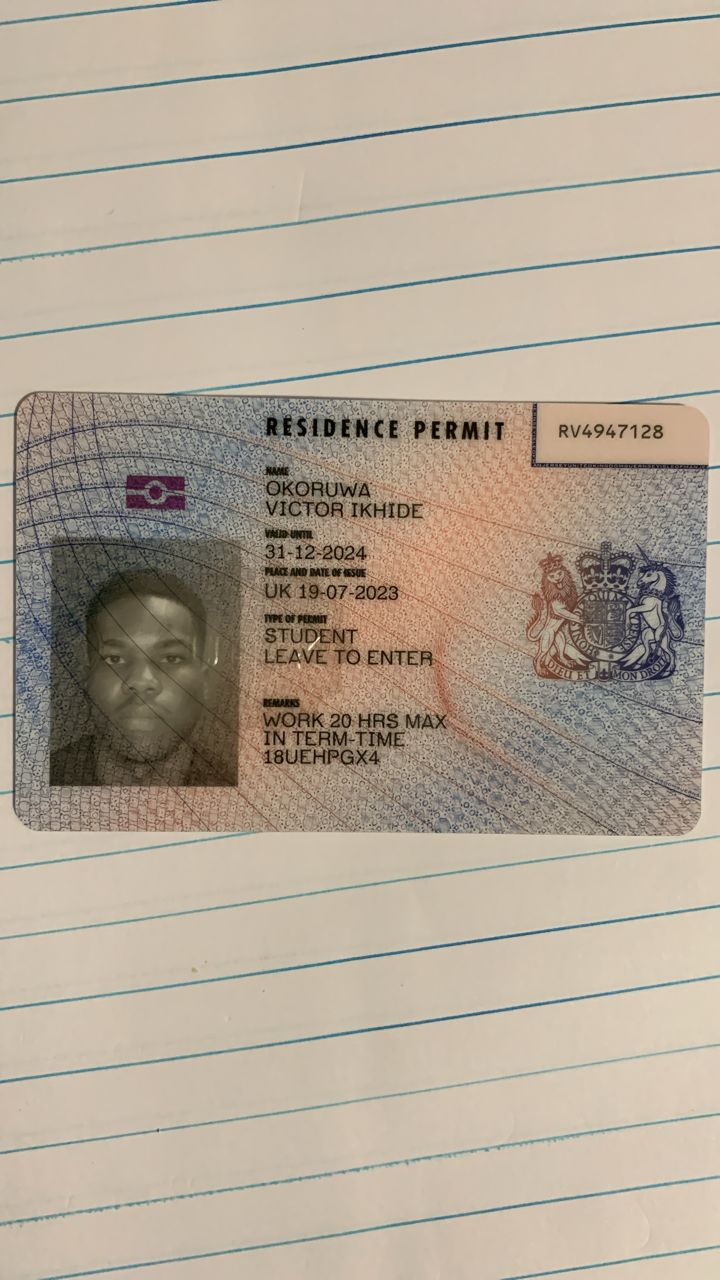 RESIDENCE PERMIT
RV4947128
NAME
OKORUWA
VICTOR IKHIDE
VALID UNTIL
31-12-2024
PLACE AND DATE OF ISSUE
UK 19-07-2023
TYPE OF PERMIT
STUDENT
LEAVE TO ENTER
REMARKS
WORK 20 HRS MAX
IN TERM-TIME
18UEHPGX4
DIEU ET MON DROIT